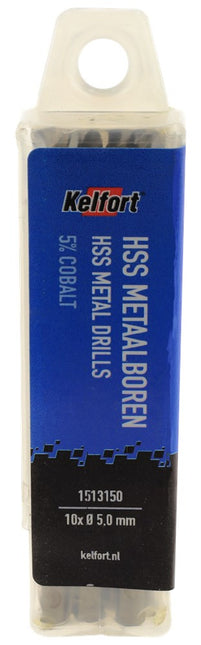 Kelfort
HSS METAALBOREN
HSS METAL DRILLS
5% COBALT
1513150
10x Ø 5,0 mm
kelfort.nl